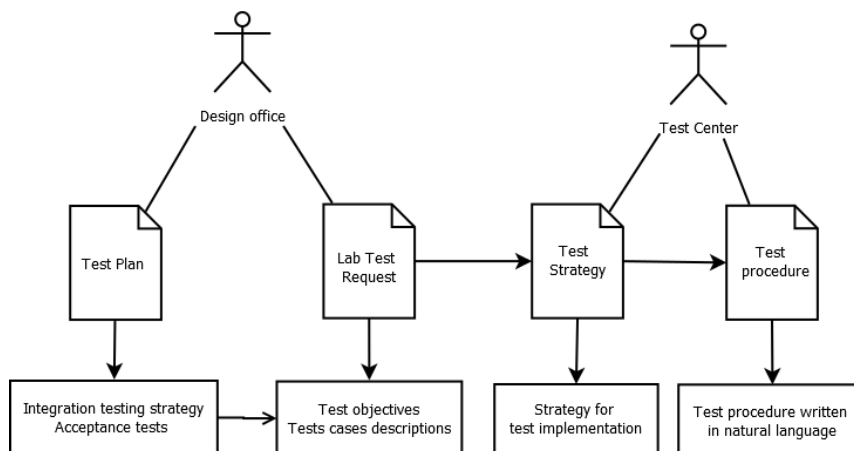 Design office
Test Center
Test Plan
Lab Test
Request
Test
Strategy
Test
procedure
Integration testing strategy
Acceptance tests
Test objectives
Tests cases descriptions
Strategy for
test implementation
Test procedure written
in natural language